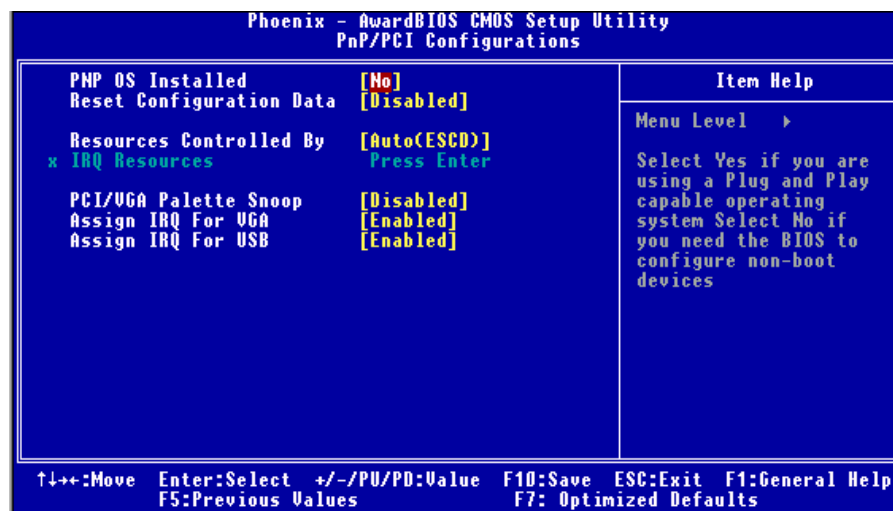 Phoenix - AwardBIOS CMOS Setup Utility
PnP/PCI Configurations
PNP OS Installed [No]
Reset Configuration Data [Disabled]
Resources Controlled By [Auto(ESCD)]
x IRQ Resources Press Enter
PCI/VGA Palette Snoop [Disabled]
Assign IRQ For VGA [Enabled]
Assign IRQ For USB [Enabled]
Item Help
Menu Level ▸
Select Yes if you are
using a Plug and Play
capable operating
system Select No if
you need the BIOS to
configure non-boot
devices
↑↓→←:Move Enter:Select +/-/PU/PD:Value F10:Save ESC:Exit F1:General Help
F5:Previous Values F7: Optimized Defaults